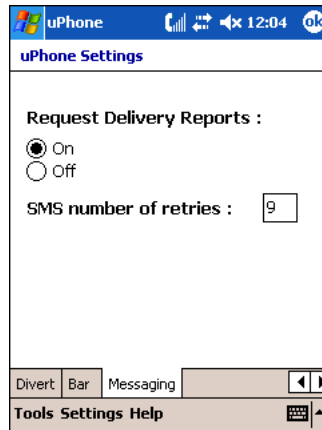 uPhone 12:04 ok
uPhone Settings
Request Delivery Reports :
On
Off
SMS number of retries : 9
Divert Bar Messaging
Tools Settings Help